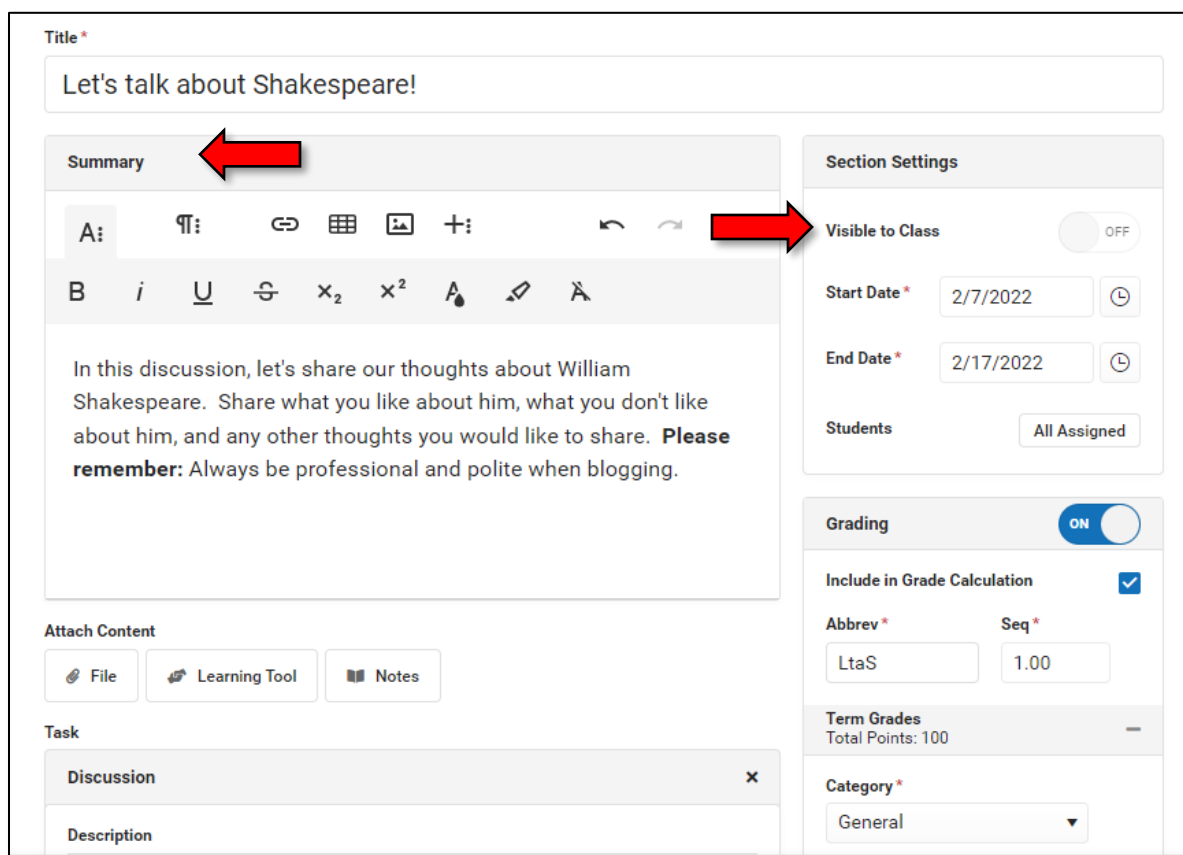 Title *
Let's talk about Shakespeare!
Summary
A
B i U S x₂ x² A A
In this discussion, let's share our thoughts about William
Shakespeare.  Share what you like about him, what you don't like
about him, and any other thoughts you would like to share.  Please
remember: Always be professional and polite when blogging.
Attach Content
File Learning Tool Notes
Task
Discussion
Description
Section Settings
Visible to Class OFF
Start Date * 2/7/2022
End Date * 2/17/2022
Students All Assigned
Grading ON
Include in Grade Calculation
Abbrev * Seq *
LtaS 1.00
Term Grades
Total Points: 100
Category *
General